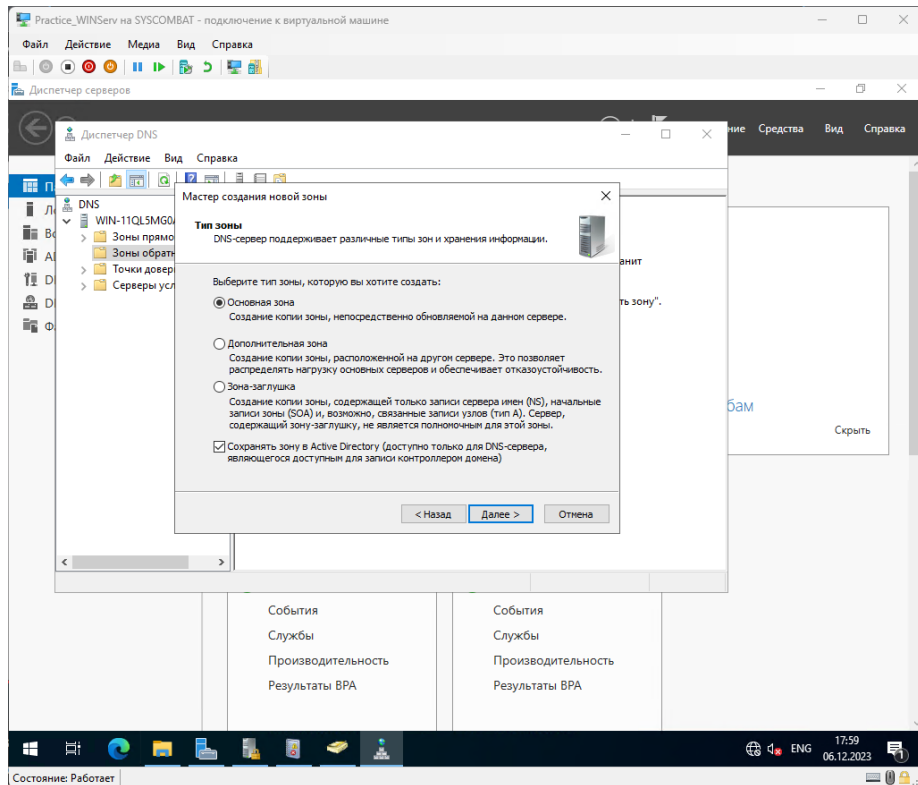 Practice_WINServ на SYSCOMBAT - подключение к виртуальной машине
Файл Действие Медиа Вид Справка
Диспетчер серверов
Средства Вид Справка
Диспетчер DNS
Файл Действие Вид Справка
DNS
WIN-11QL5MG0
Зоны прямо
Зоны обратн
Точки довер
Серверы усл
Мастер создания новой зоны
Тип зоны
DNS-сервер поддерживает различные типы зон и хранения информации.
Выберите тип зоны, которую вы хотите создать:
Основная зона
Создание копии зоны, непосредственно обновляемой на данном сервере.
Дополнительная зона
Создание копии зоны, расположенной на другом сервере. Это позволяет
распределять нагрузку основных серверов и обеспечивает отказоустойчивость.
Зона-заглушка
Создание копии зоны, содержащей только записи сервера имен (NS), начальные
записи зоны (SOA) и, возможно, связанные записи узлов (тип A). Сервер,
содержащий зону-заглушку, не является полномочным для этой зоны.
Сохранять зону в Active Directory (доступно только для DNS-сервера,
являющегося доступным для записи контроллером домена)
< Назад Далее > Отмена
анит
ть зону".
бам
Скрыть
События События
Службы Службы
Производительность Производительность
Результаты BPA Результаты BPA
ENG 17:59
06.12.2023
Состояние: Работает